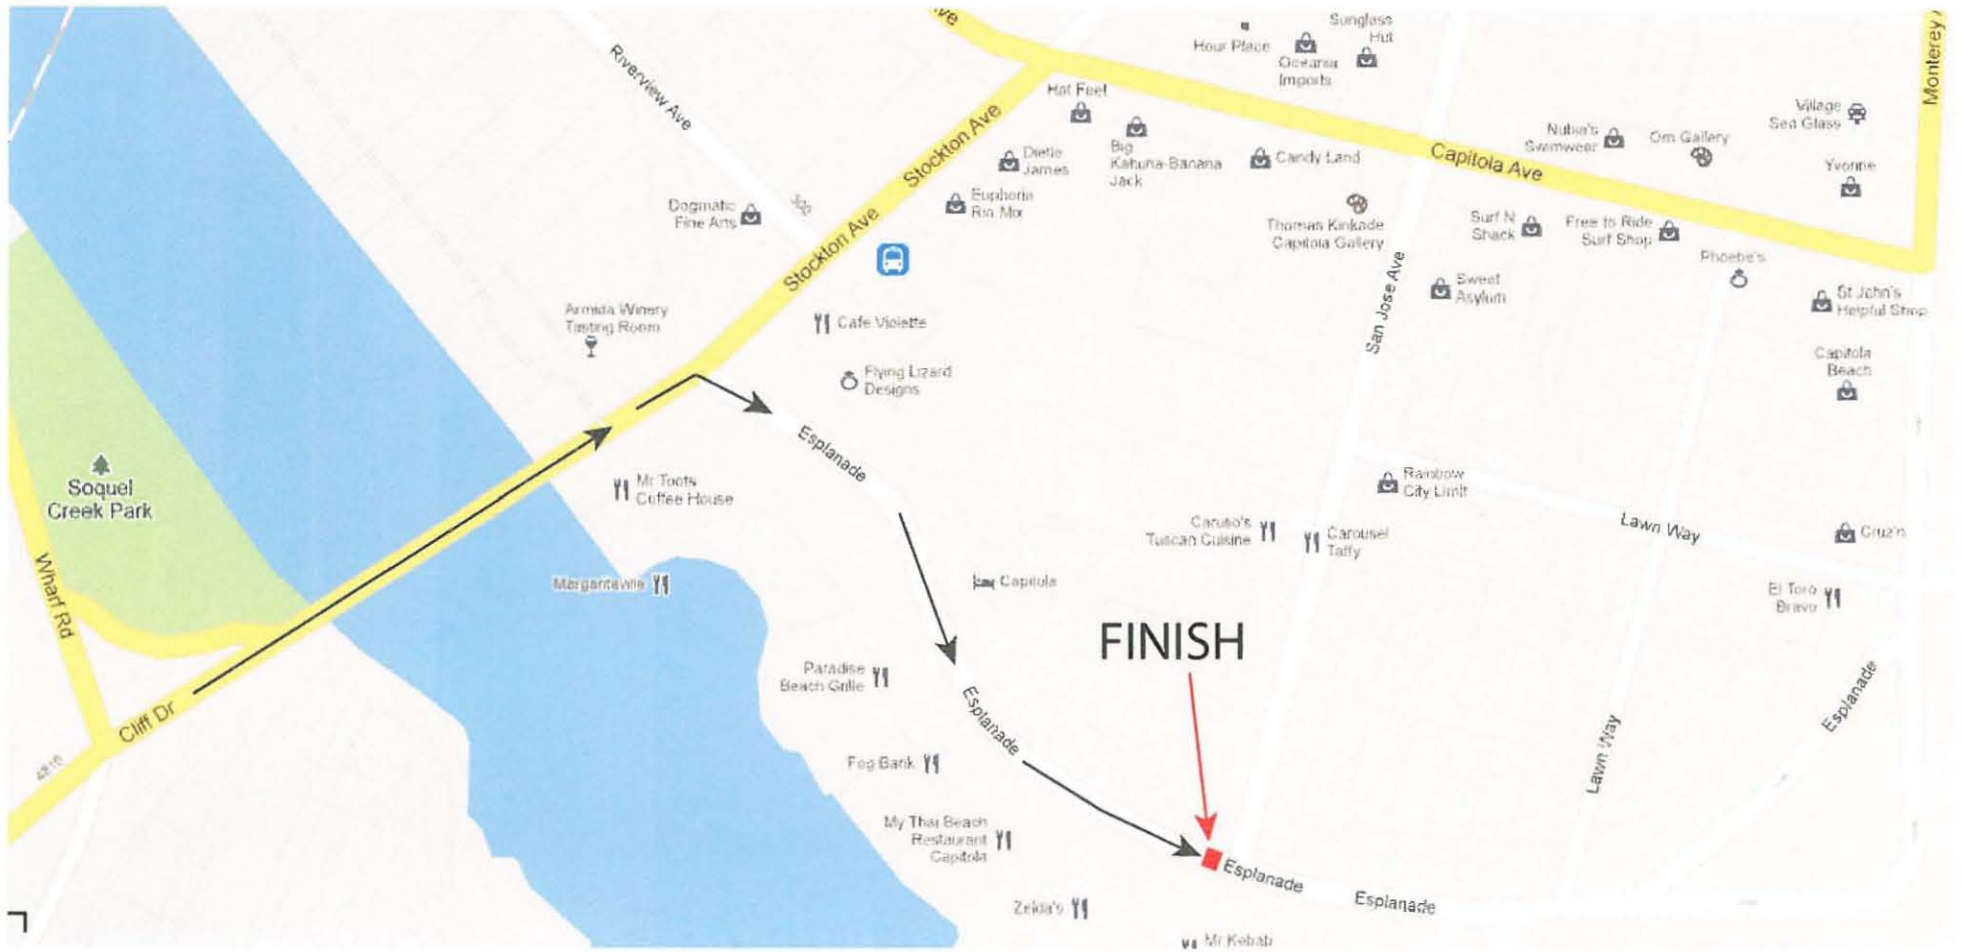 ve
Sunglass
Hut
Hour Place
Oceania
Imports
Monterey A
Riverview Ave
Hot Feet
Stockton Ave
Big
Kahuna-Banana
Jack
Dietle
James
Candy Land
Capitola Ave
Nubia's
Swimwear
Om Gallery
Village
Sea Glass
Yvonne
Dogmatic
Fine Arts
300
Euphoria
Rio Mix
Thomas Kinkade
Capitola Gallery
Surf N
Shack
Free to Ride
Surf Shop
Stockton Ave
Phoebe's
San Jose Ave
Sweet
Asylum
St John's
Helpful Shop
Armida Winery
Tasting Room
Cafe Violette
Flying Lizard
Designs
Capitola
Beach
Esplanade
Soquel
Creek Park
Mr Toots
Coffee House
Rainbow
City Limit
Caruso's
Tuscan Cuisine
Carousel
Taffy
Lawn Way
Cruz'n
Wharf Rd
Margaritaville
Capitola
El Toro
Bravo
FINISH
Paradise
Beach Grille
Esplanade
Esplanade
Cliff Dr
4816
Fog Bank
Lawn Way
My Thai Beach
Restaurant
Capitola
Esplanade
Esplanade
Zelda's
Mr Kebab